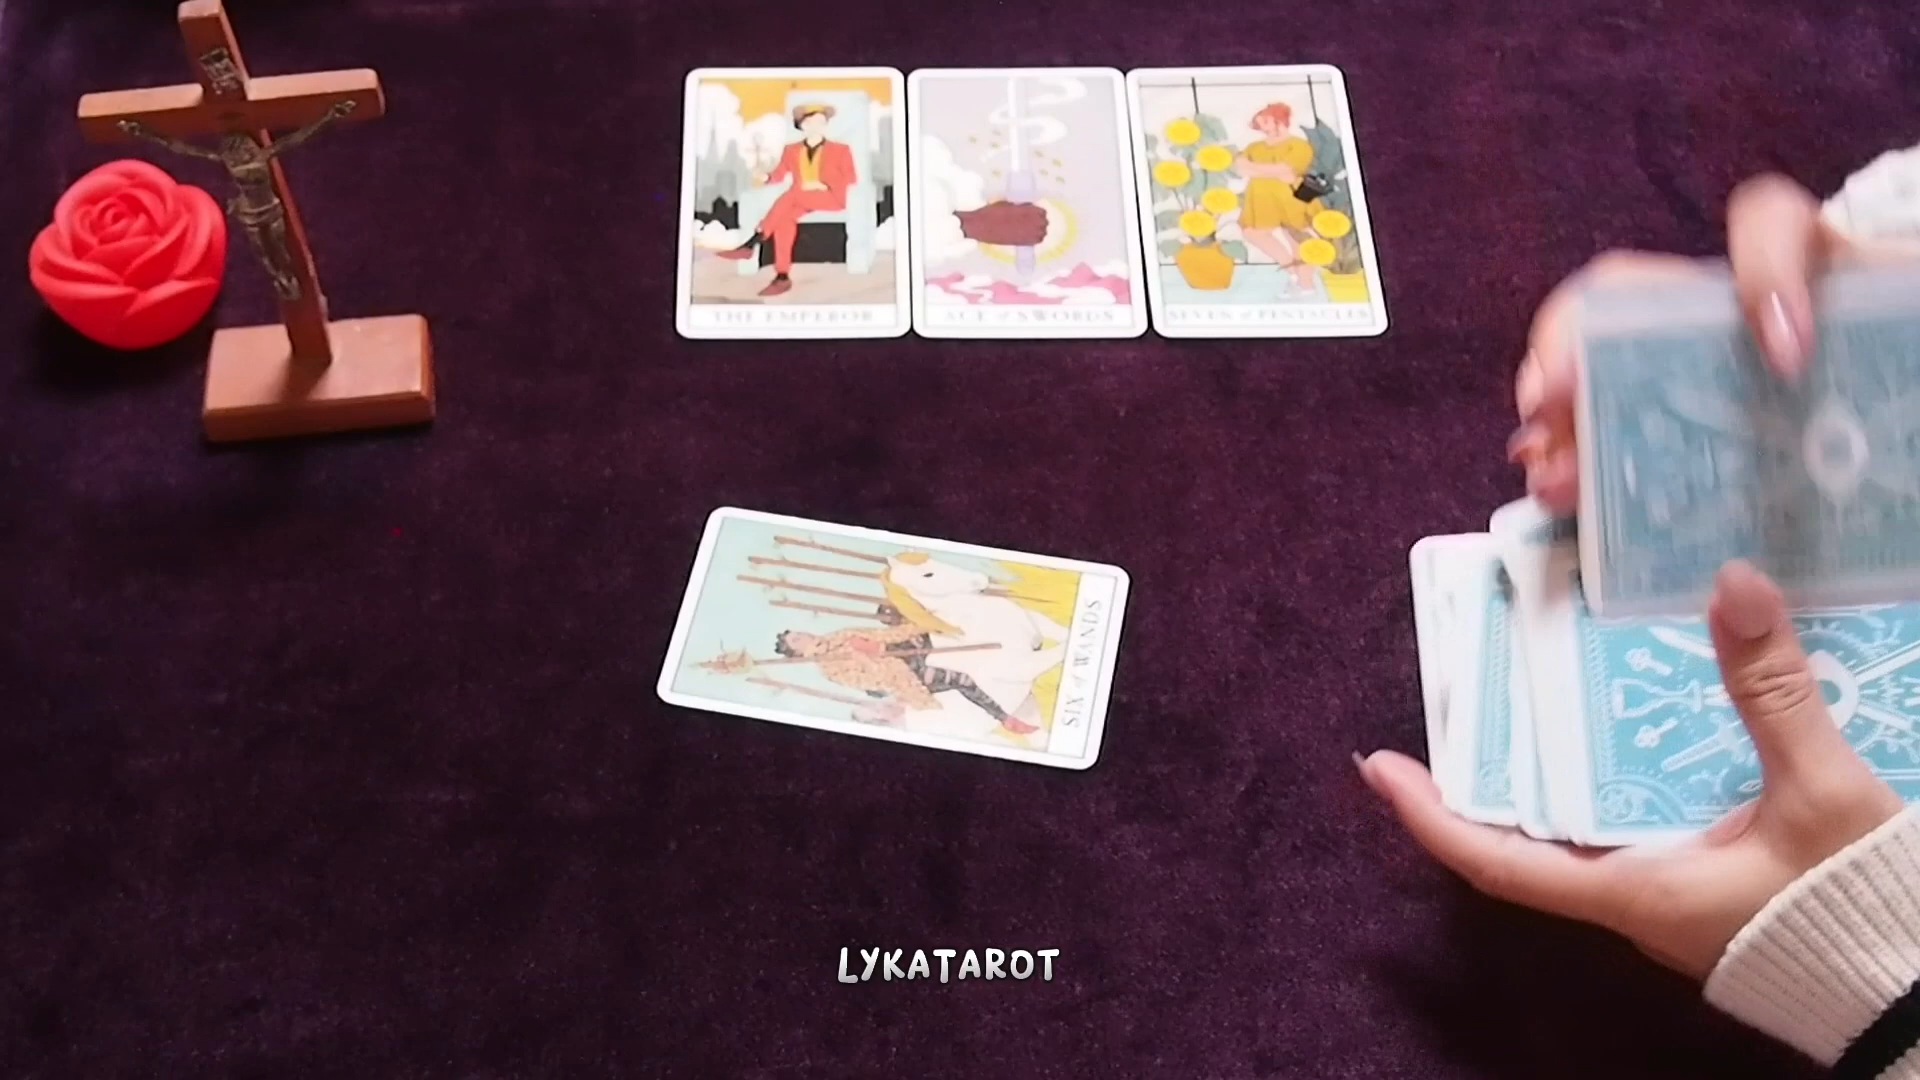 THE EMPEROR
ACE of SWORDS
SEVEN of PENTACLES
SIX of WANDS
LYKATAROT